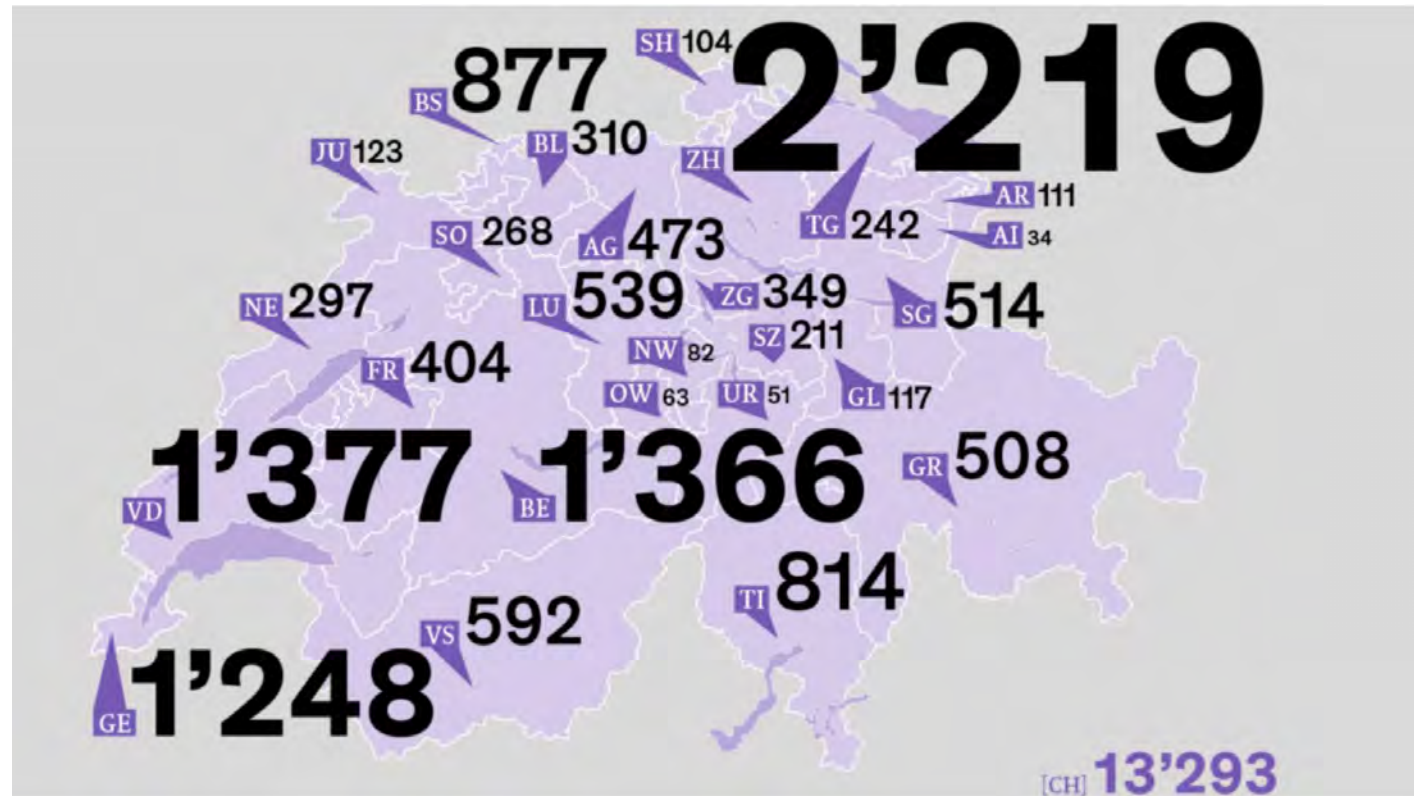 SH 104
2’219
BS 877
BL 310
JU 123
ZH
AR 111
TG 242
SO 268
AG 473
AI 34
NE 297
LU 539
ZG 349
SG 514
SZ 211
NW 82
FR 404
OW 63
UR 51
GL 117
1’377
VD
BE 1’366
GR 508
TI 814
VS 592
GE 1’248
[CH] 13’293